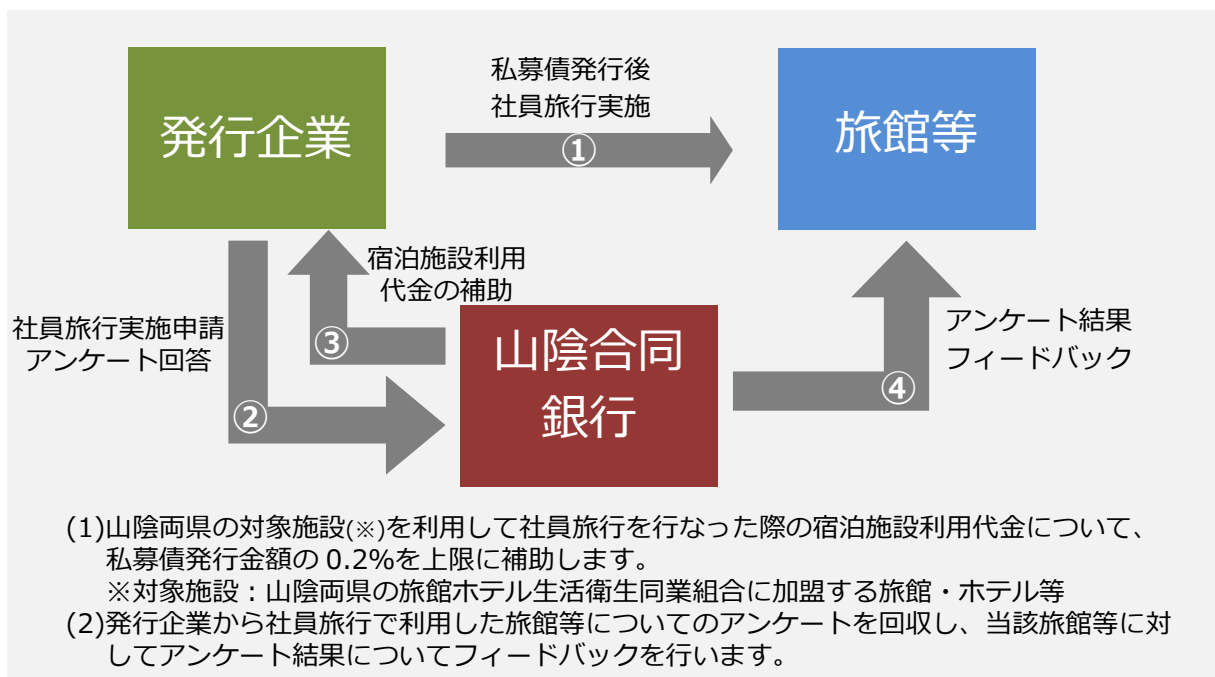 発行企業
私募債発行後
社員旅行実施
①
旅館等
宿泊施設利用
代金の補助
社員旅行実施申請
アンケート回答
③
②
山陰合同
銀行
アンケート結果
フィードバック
④
(1)山陰両県の対象施設(※)を利用して社員旅行を行なった際の宿泊施設利用代金について、
私募債発行金額の 0.2%を上限に補助します。
※対象施設：山陰両県の旅館ホテル生活衛生同業組合に加盟する旅館・ホテル等
(2)発行企業から社員旅行で利用した旅館等についてのアンケートを回収し、当該旅館等に対
してアンケート結果についてフィードバックを行います。